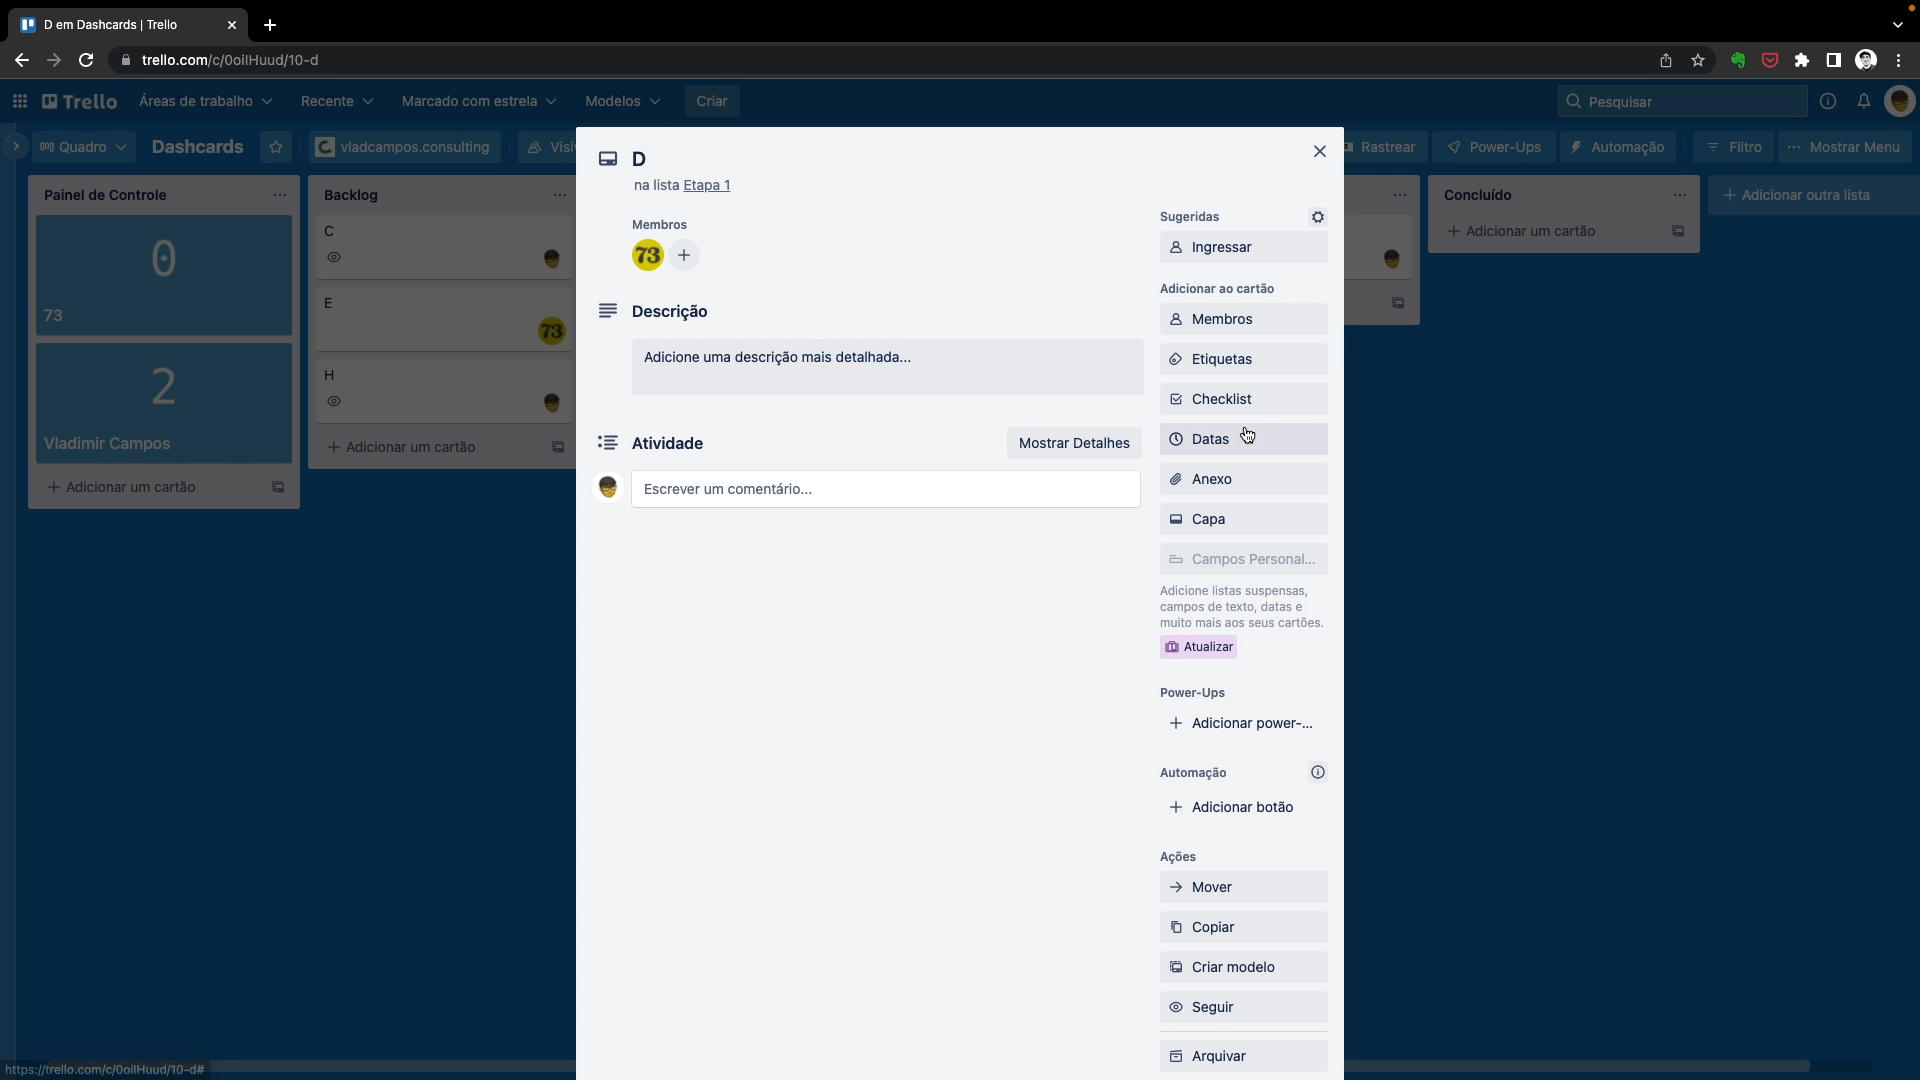 D em Dashcards | Trello
trello.com/c/0oilHuud/10-d
Trello
Áreas de trabalho
Recente
Marcado com estrela
Modelos
Criar
Pesquisar
Quadro
Dashcards
vladcampos.consulting
Rastrear
Power-Ups
Automação
Filtro
Mostrar Menu
Painel de Controle
0
73
2
Vladimir Campos
+ Adicionar um cartão
Backlog
C
E
73
H
+ Adicionar um cartão
D
na lista Etapa 1
Membros
73
Descrição
Adicione uma descrição mais detalhada...
Atividade
Mostrar Detalhes
Escrever um comentário...
Sugeridas
Ingressar
Adicionar ao cartão
Membros
Etiquetas
Checklist
Datas
Anexo
Capa
Campos Personal...
Adicione listas suspensas,
campos de texto, datas e
muito mais aos seus cartões.
Atualizar
Power-Ups
+ Adicionar power-...
Automação
+ Adicionar botão
Ações
Mover
Copiar
Criar modelo
Seguir
Arquivar
Concluído
+ Adicionar um cartão
+ Adicionar outra lista
https://trello.com/c/0oilHuud/10-d#